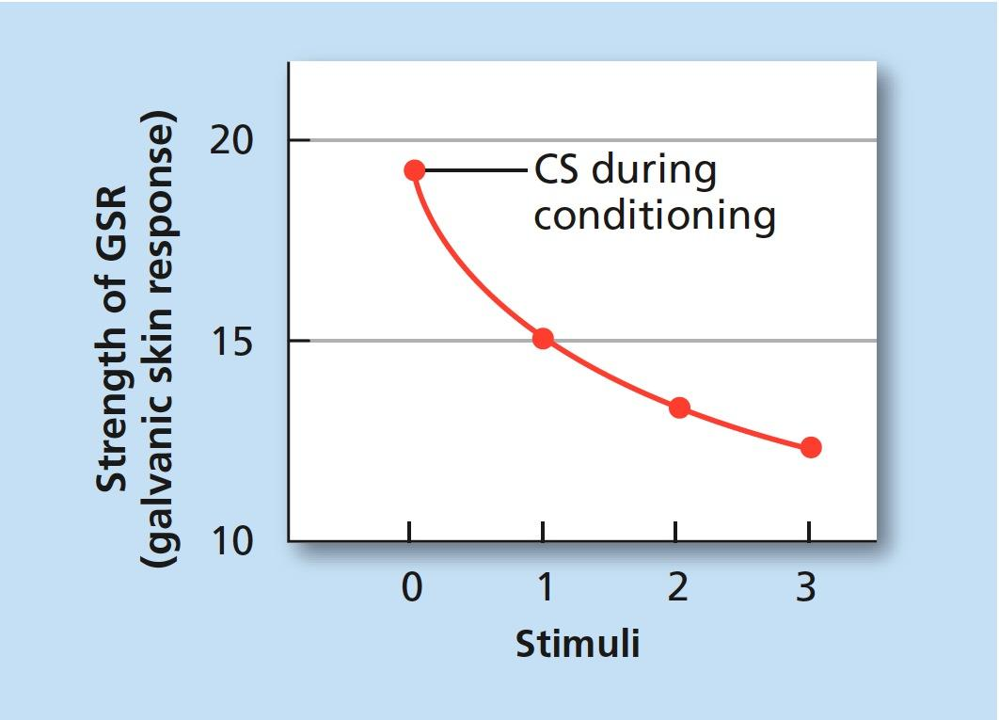 Strength of GSR
(galvanic skin response)
20
15
10
CS during
conditioning
0 1 2 3
Stimuli